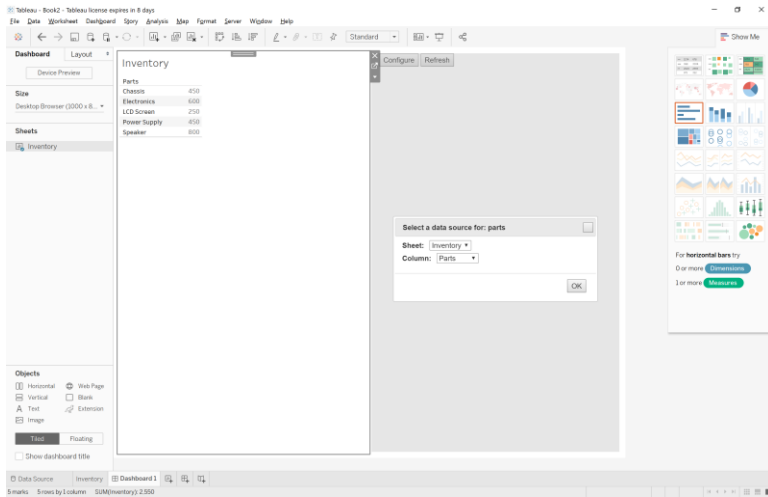 Tableau - Book2 - Tableau license expires in 8 days
File Data Worksheet Dashboard Story Analysis Map Format Server Window Help
Standard
Show Me
Dashboard Layout
Device Preview
Size
Desktop Browser (1000 x 8...
Sheets
Inventory
Inventory
Parts
Chassis 450
Electronics 600
LCD Screen 250
Power Supply 450
Speaker 800
Configure Refresh
Select a data source for: parts
Sheet: Inventory
Column: Parts
OK
For horizontal bars try
0 or more Dimensions
1 or more Measures
Objects
Horizontal Web Page
Vertical Blank
Text Extension
Image
Tiled Floating
Show dashboard title
Data Source Inventory Dashboard 1
5 marks 5 rows by 1 column SUM(Inventory): 2,550